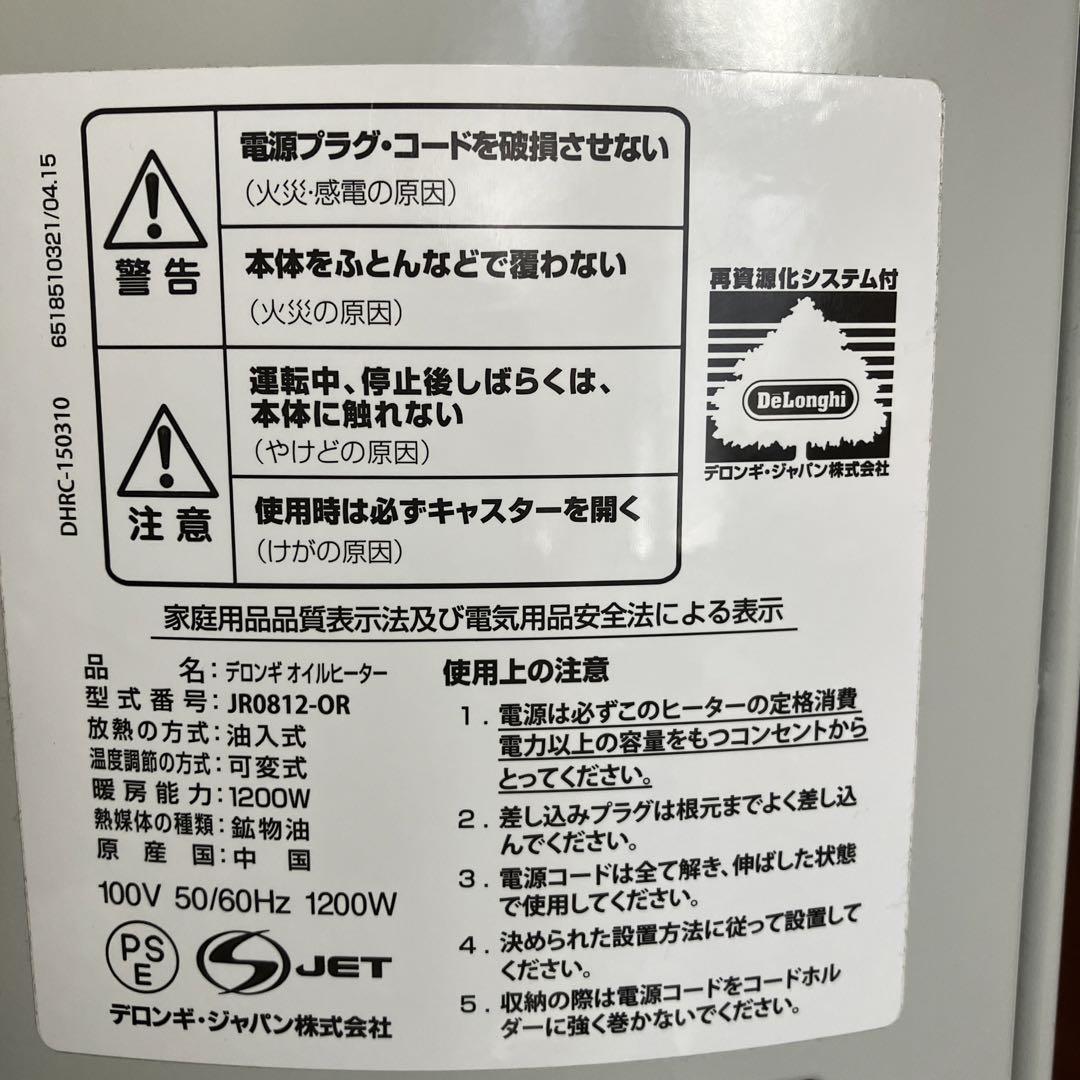 電源プラグ・コードを破損させない
(火災・感電の原因)
警告
本体をふとんなどで覆わない
(火災の原因)
運転中、停止後しばらくは、
本体に触れない
(やけどの原因)
注意
使用時は必ずキャスターを開く
(けがの原因)
DHRC-150310 6518510321/04.15
再資源化システム付
DeLonghi
デロンギ・ジャパン株式会社
家庭用品品質表示法及び電気用品安全法による表示
品名：デロンギ オイルヒーター
型式番号：JR0812-OR
放熱の方式：油入式
温度調節の方式：可変式
暖房能力：1200W
熱媒体の種類：鉱物油
原産国：中国
100V 50/60Hz 1200W
PSE
JET
デロンギ・ジャパン株式会社
使用上の注意
1. 電源は必ずこのヒーターの定格消費
電力以上の容量をもつコンセントから
とってください。
2. 差し込みプラグは根元までよく差し込
んでください。
3. 電源コードは全て解き、伸ばした状態
で使用してください。
4. 決められた設置方法に従って設置して
ください。
5. 収納の際は電源コードをコードホル
ダーに強く巻かないでください。